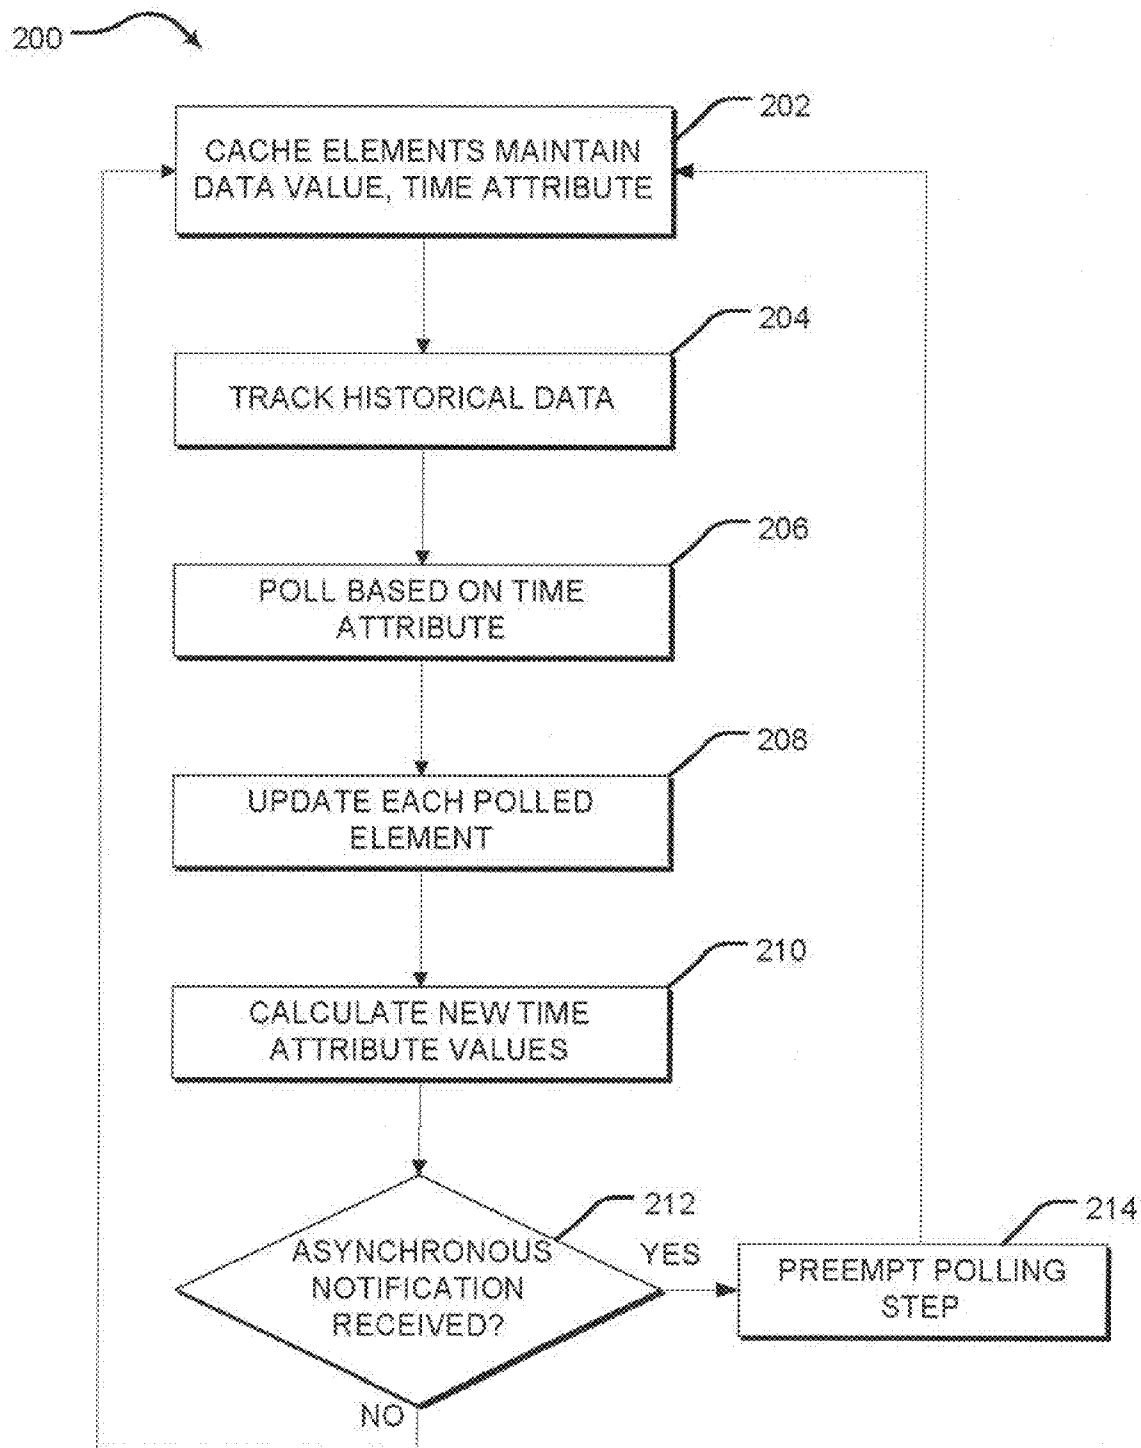 200
202
CACHE ELEMENTS MAINTAIN
DATA VALUE, TIME ATTRIBUTE
204
TRACK HISTORICAL DATA
206
POLL BASED ON TIME
ATTRIBUTE
208
UPDATE EACH POLLED
ELEMENT
210
CALCULATE NEW TIME
ATTRIBUTE VALUES
212
ASYNCHRONOUS
NOTIFICATION
RECEIVED?
YES
214
PREEMPT POLLING
STEP
NO